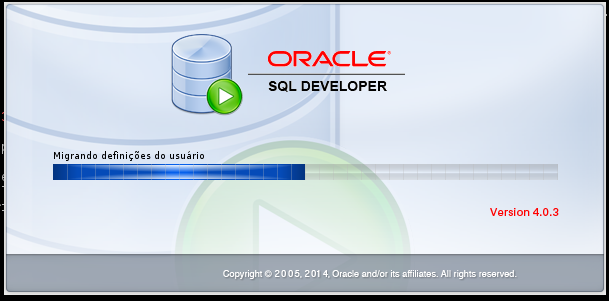 ORACLE®
SQL DEVELOPER
Migrando definições do usuário
Version 4.0.3
Copyright © 2005, 2014, Oracle and/or its affiliates. All rights reserved.